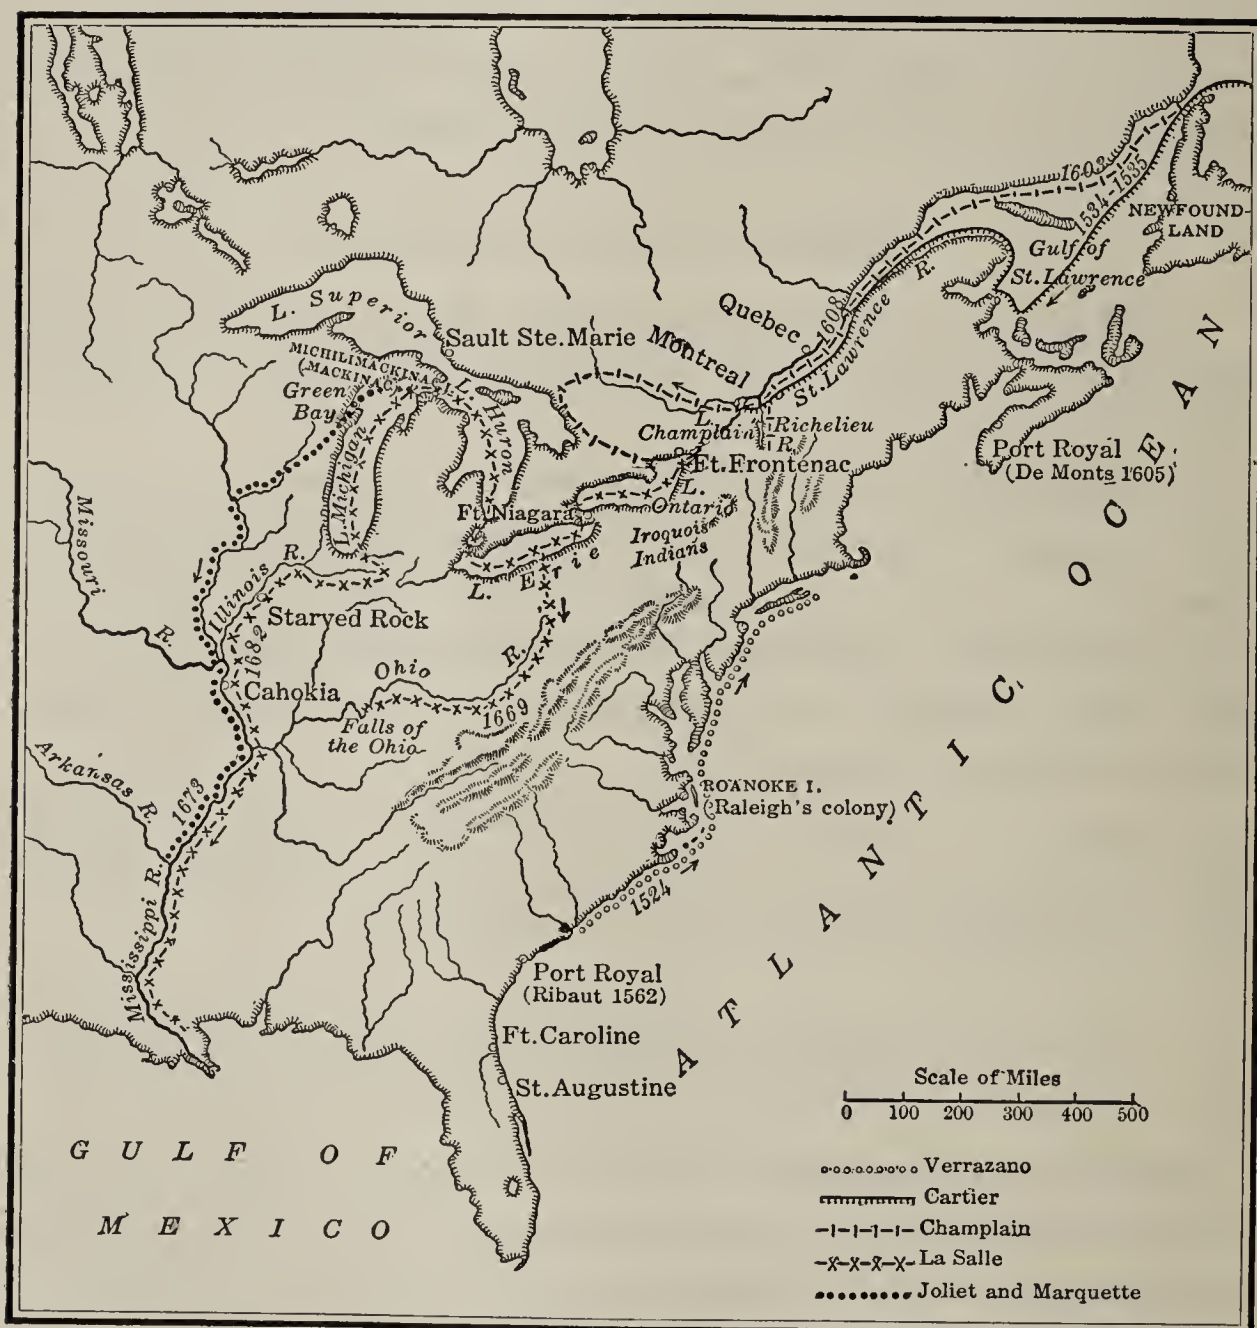 1603
1534-1535
NEWFOUND-
LAND
Gulf of
St. Lawrence
L. Superior
Sault Ste. Marie
Montreal
Quebec
1608
St. Lawrence R.
MICHILIMACKINAC
(MACKINAC)
Green
Bay
L. Huron
L.
Champlain
Richelieu
R.
Port Royal
(De Monts 1605)
Ft. Frontenac
L. Michigan
Ft. Niagara
L.
Ontario
Iroquois
Indians
Missouri R.
L. Erie
Illinois R.
Starved Rock
1682
Cahokia
Ohio R.
1669
Falls of
the Ohio
Arkansas R.
1673
ROANOKE I.
(Raleigh's colony)
Mississippi R.
1524
Port Royal
(Ribaut 1562)
Ft. Caroline
St. Augustine
ATLANTIC OCEAN
GULF OF
MEXICO
Scale of Miles
0 100 200 300 400 500
Verrazano
Cartier
Champlain
La Salle
Joliet and Marquette